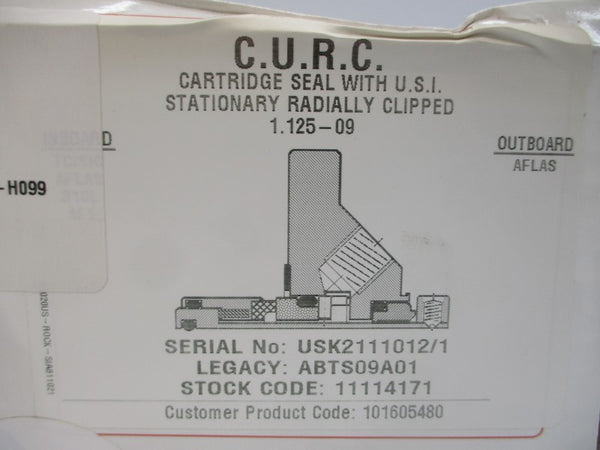 C.U.R.C.
CARTRIDGE SEAL WITH U.S.I.
STATIONARY RADIALLY CLIPPED
1.125-09
D
OUTBOARD
AFLAS
-H099
SERIAL No: USK2111012/1
LEGACY: ABTS09A01
STOCK CODE: 11114171
Customer Product Code: 101605480